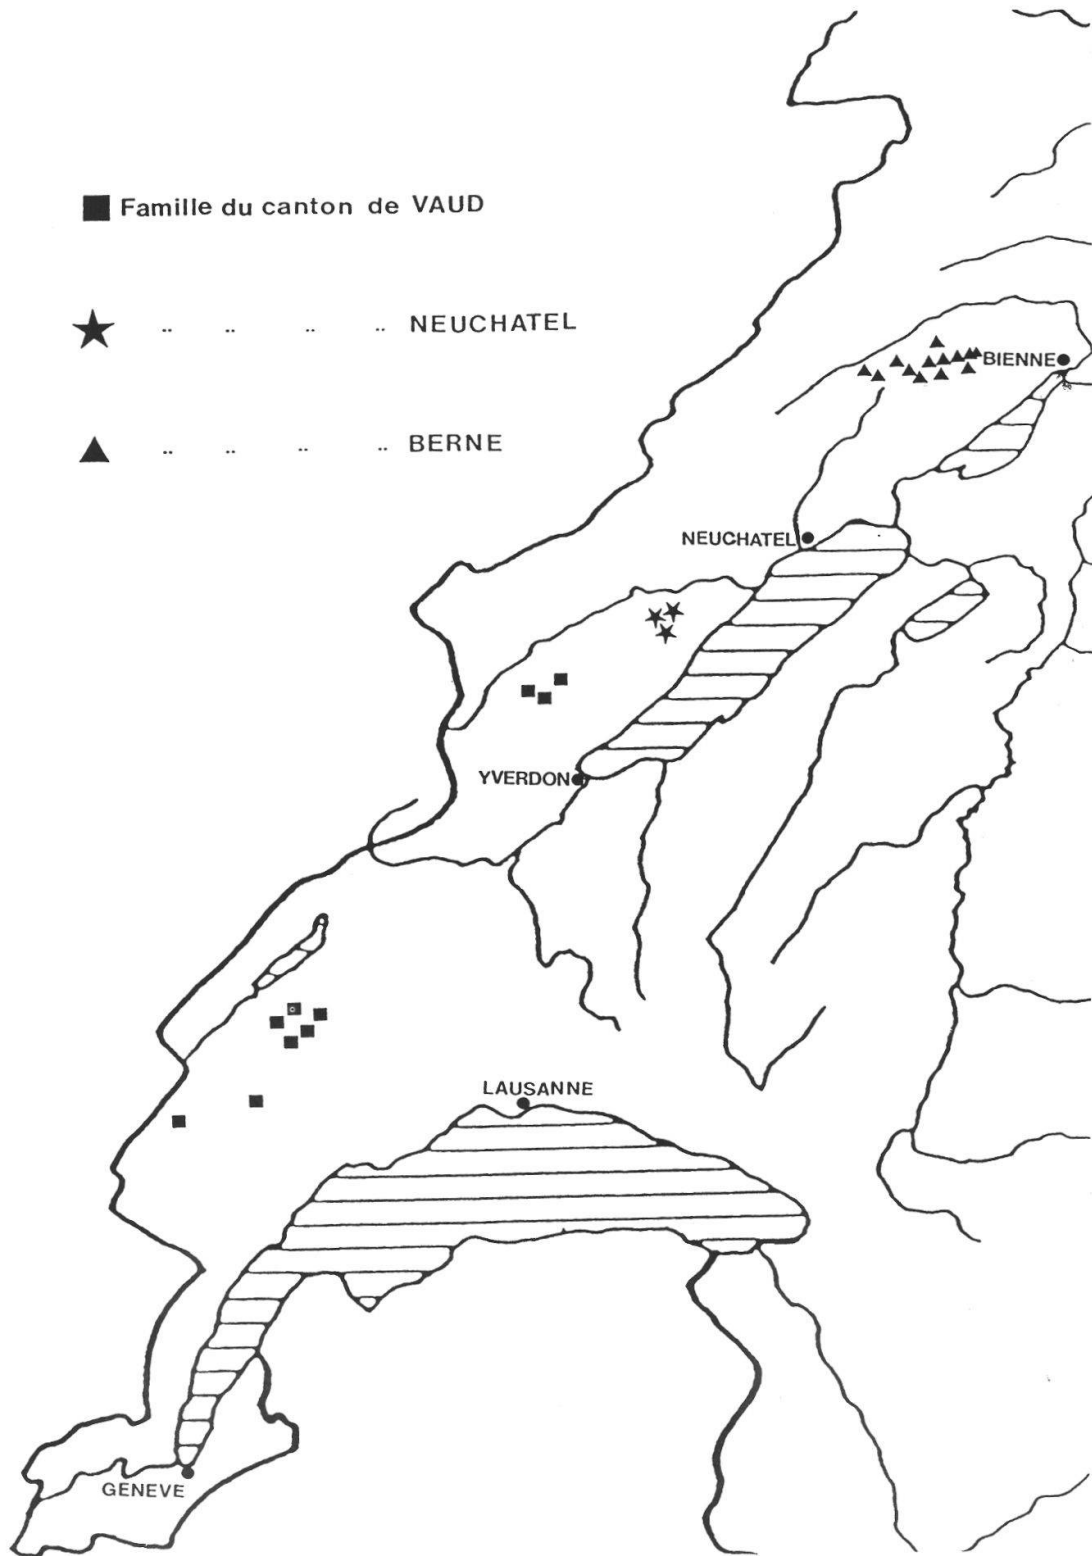 Famille du canton de VAUD
.. .. .. .. NEUCHATEL
.. .. .. .. BERNE
BIENNE
NEUCHATEL
YVERDON
LAUSANNE
GENEVE